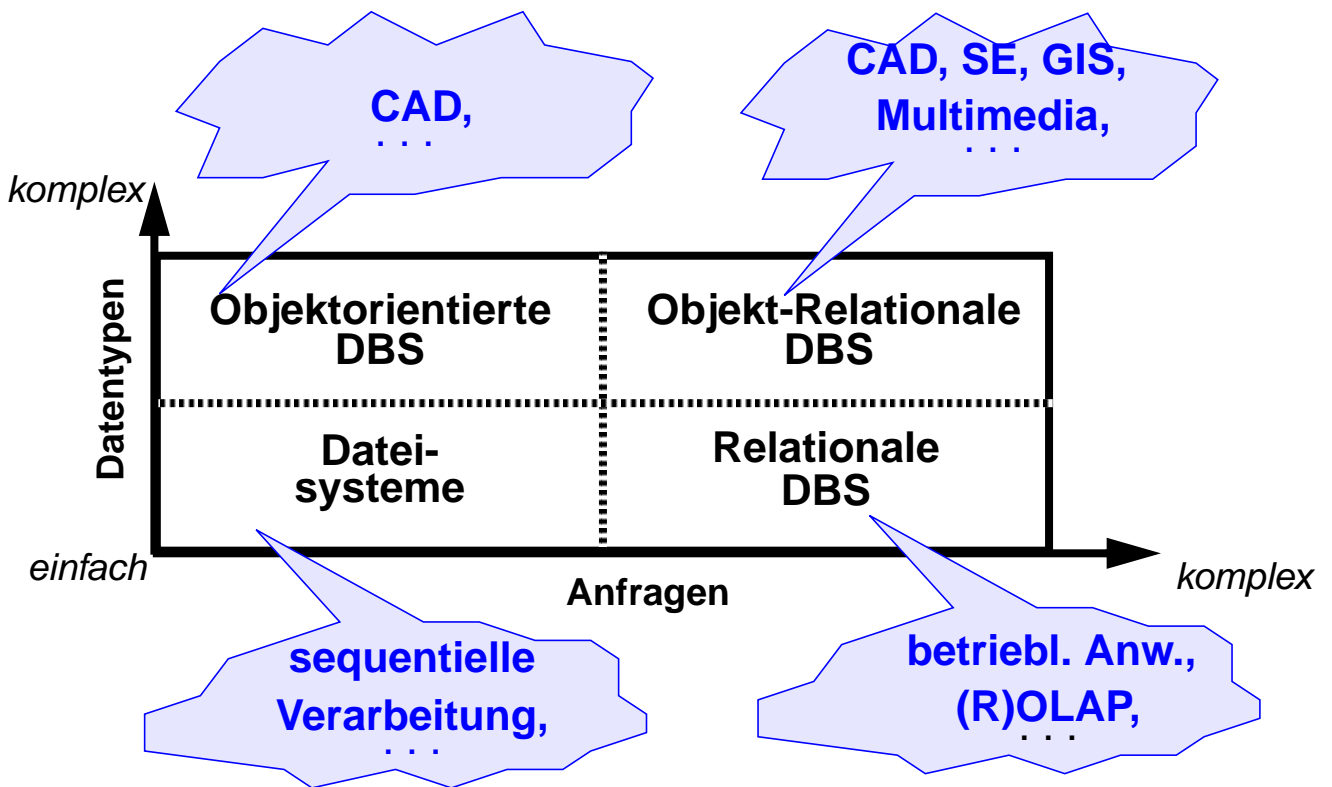 CAD,
. . .
CAD, SE, GIS,
Multimedia,
. . .
komplex
Datentypen
Objektorientierte
DBS
Objekt-Relationale
DBS
Datei-
systeme
Relationale
DBS
einfach
Anfragen
komplex
sequentielle
Verarbeitung,
. . .
betriebl. Anw.,
(R)OLAP,
. . .